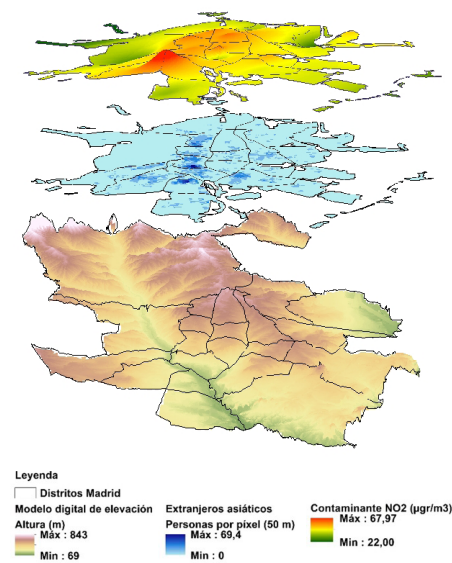 Leyenda
Distritos Madrid
Modelo digital de elevación
Altura (m)
Máx : 843
Min : 69
Extranjeros asiáticos
Personas por píxel (50 m)
Máx : 69,4
Min : 0
Contaminante NO2 (µgr/m3)
Máx : 67,97
Min : 22,00